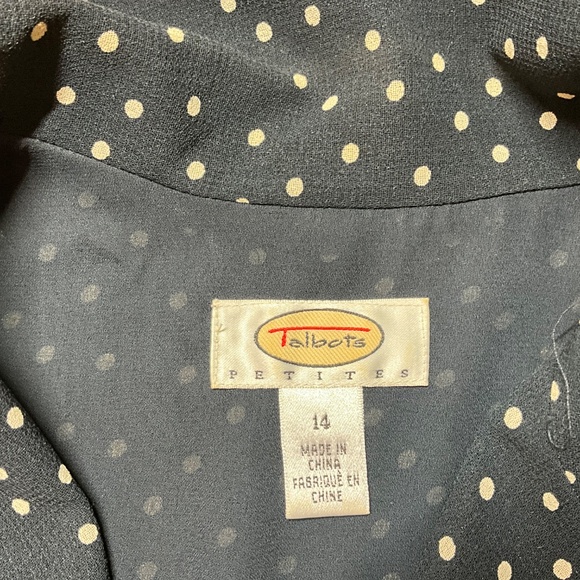 Talbots
PETITES
14
MADE IN
CHINA
FABRIQUÉ EN
CHINE